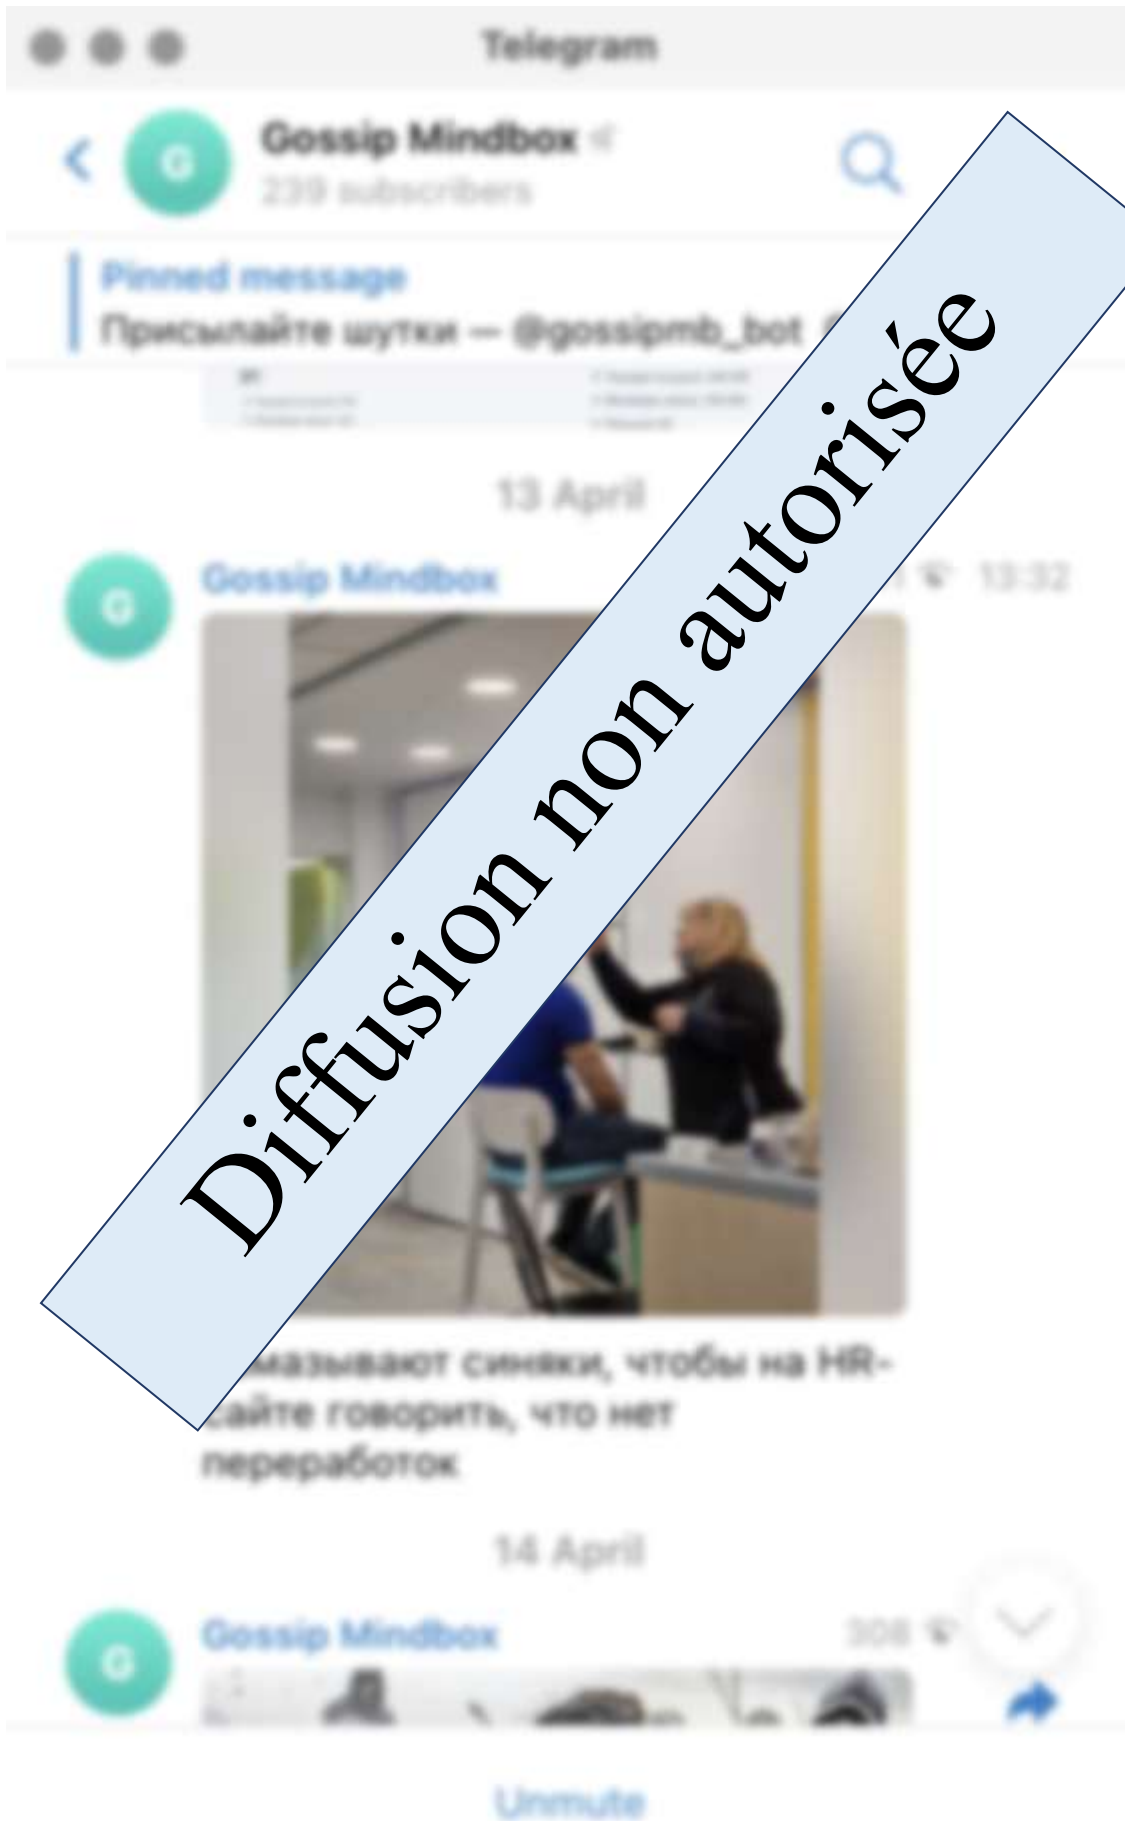 Telegram
G
Gossip Mindbox
239 subscribers
Pinned message
Присылайте шутки — @gossipmb_bot
13 April
G
Gossip Mindbox
13:32
Diffusion non autorisée
синяки, чтобы на HR-
сайте говорить, что нет
переработок
14 April
G
Gossip Mindbox
308
Unmute